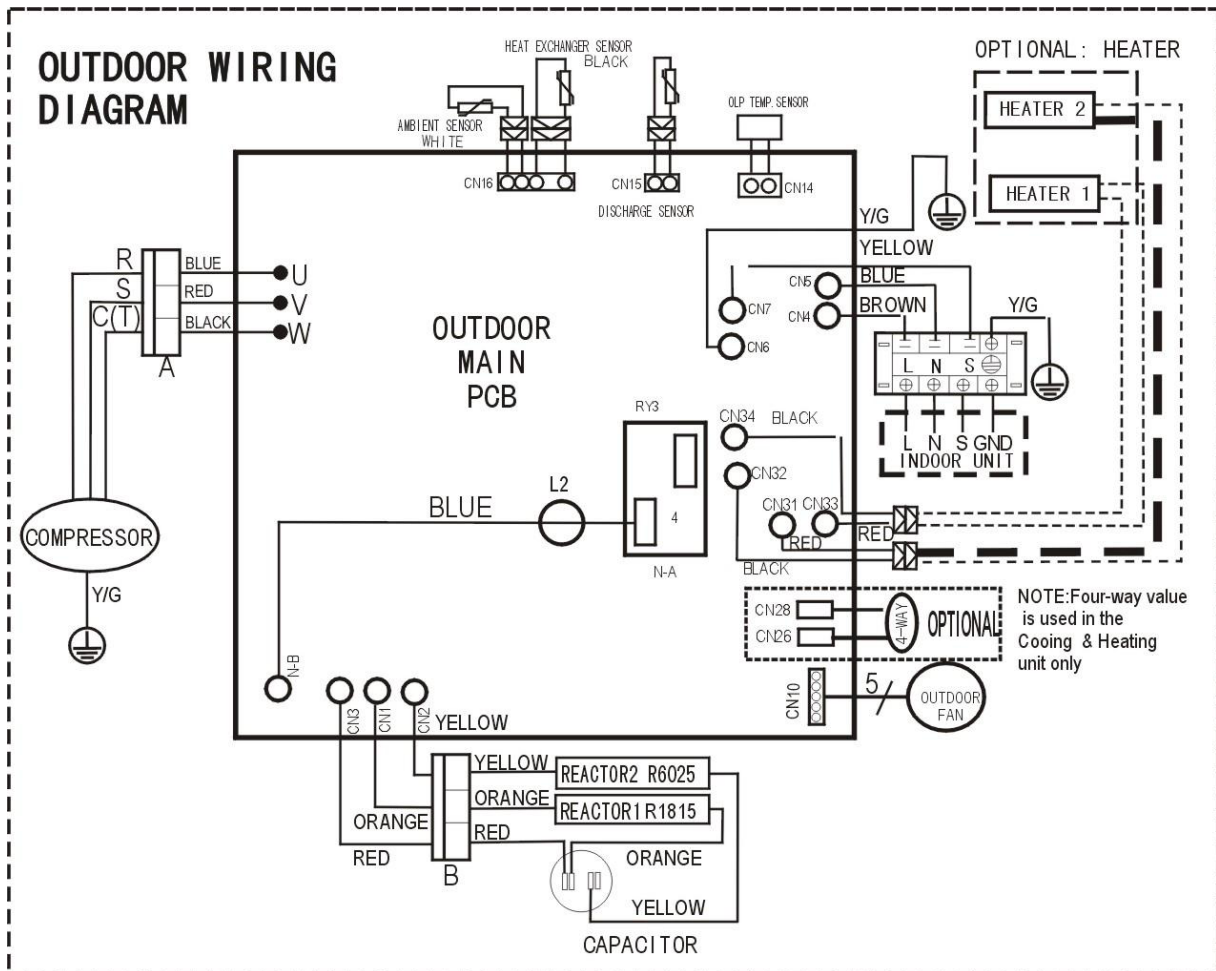 OUTDOOR WIRING
DIAGRAM
HEAT EXCHANGER SENSOR
BLACK
AMBIENT SENSOR
WHITE
OLP TEMP.SENSOR
OPTIONAL: HEATER
HEATER 2
HEATER 1
CN16
CN15
CN14
DISCHARGE SENSOR
Y/G
YELLOW
BLUE
BROWN
Y/G
CN5
CN4
CN7
CN6
R
S
C(T)
BLUE
RED
BLACK
U
V
W
A
OUTDOOR
MAIN
PCB
L N S
L N S GND
INDOOR UNIT
RY3
4
N-A
CN34
BLACK
CN32
CN31
CN33
RED
RED
BLACK
L2
BLUE
COMPRESSOR
Y/G
CN28
CN26
4-WAY
OPTIONAL
NOTE:Four-way value
is used in the
Cooing & Heating
unit only
CN10
5
OUTDOOR
FAN
N-B
CN3
CN1
CN2
YELLOW
YELLOW
REACTOR2 R6025
ORANGE
REACTOR1R1815
ORANGE
RED
RED
ORANGE
B
YELLOW
CAPACITOR